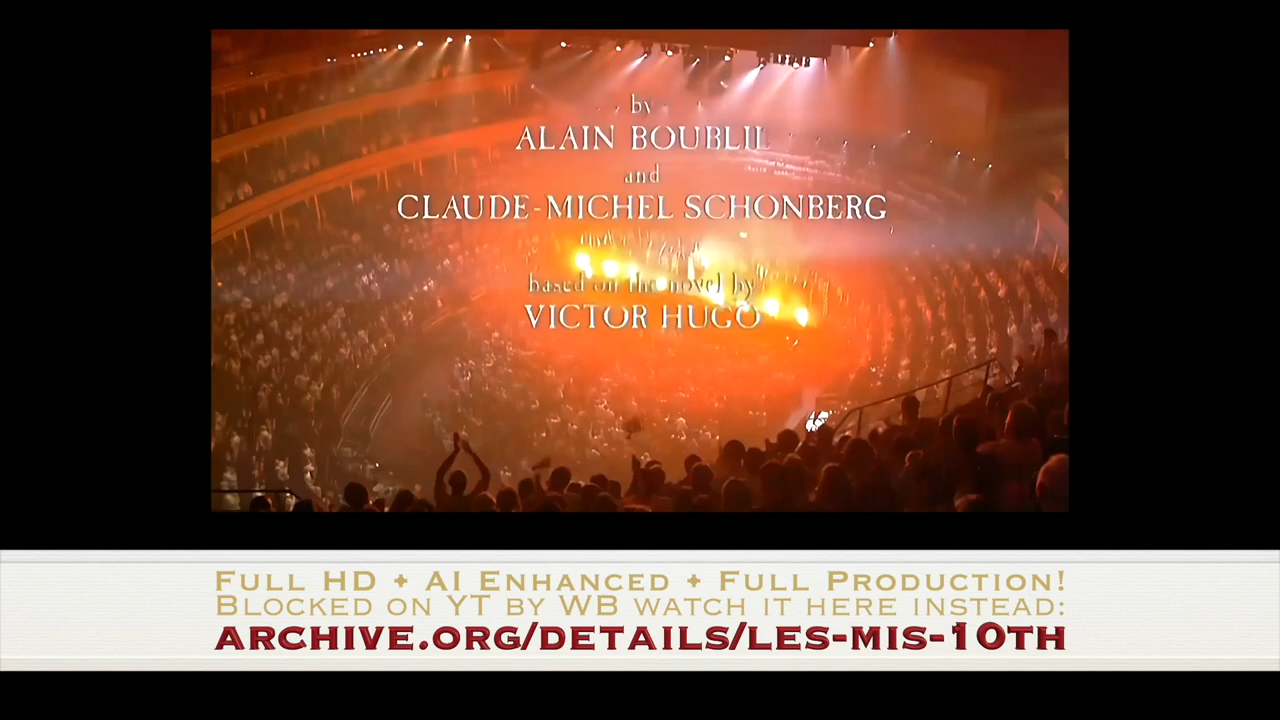 by
ALAIN BOUBLIL
and
CLAUDE-MICHEL SCHONBERG
based on the novel by
VICTOR HUGO
FULL HD + AI ENHANCED + FULL PRODUCTION!
BLOCKED ON YT BY WB WATCH IT HERE INSTEAD:
ARCHIVE.ORG/DETAILS/LES-MIS-10TH